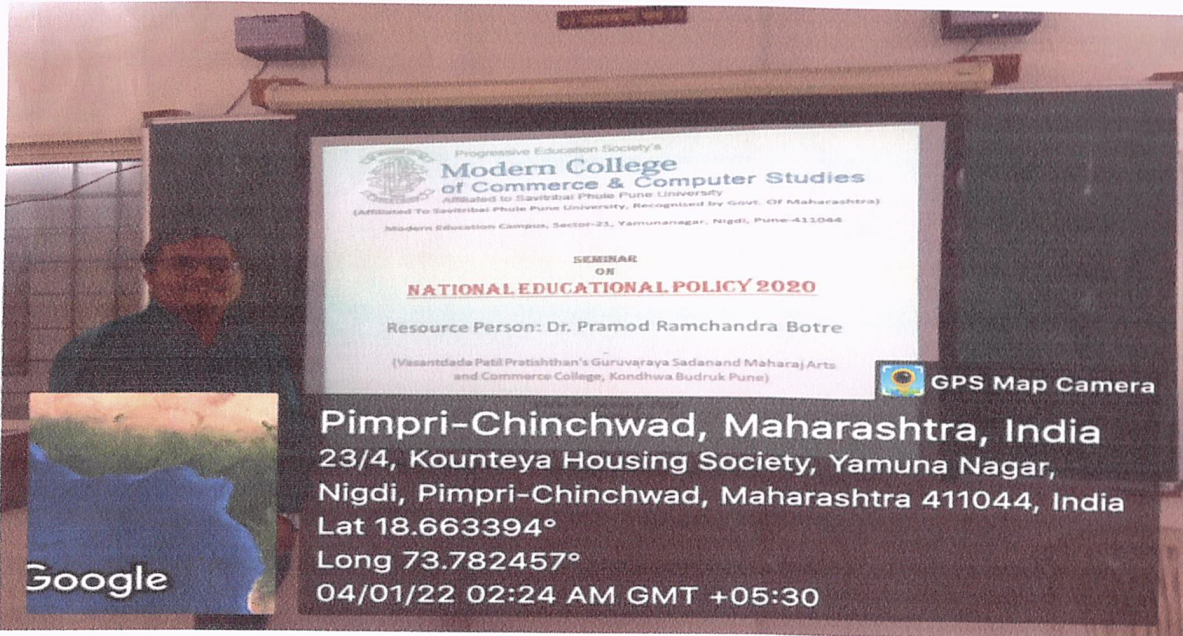 Progressive Education Society's
Modern College
of Commerce & Computer Studies
Affiliated to Savitribai Phule Pune University
(Affiliated To Savitribai Phule Pune University, Recognised by Govt. Of Maharashtra)
Modern Education Campus, Sector-21, Yamunanagar, Nigdi, Pune-411044
SEMINAR
ON
NATIONAL EDUCATIONAL POLICY 2020
Resource Person: Dr. Pramod Ramchandra Botre
(Vasantdada Patil Pratishthan's Guruvaraya Sadanand Maharaj Arts
and Commerce College, Kondhwa Budruk Pune)
GPS Map Camera
Pimpri-Chinchwad, Maharashtra, India
23/4, Kounteya Housing Society, Yamuna Nagar,
Nigdi, Pimpri-Chinchwad, Maharashtra 411044, India
Lat 18.663394°
Long 73.782457°
04/01/22 02:24 AM GMT +05:30
Google